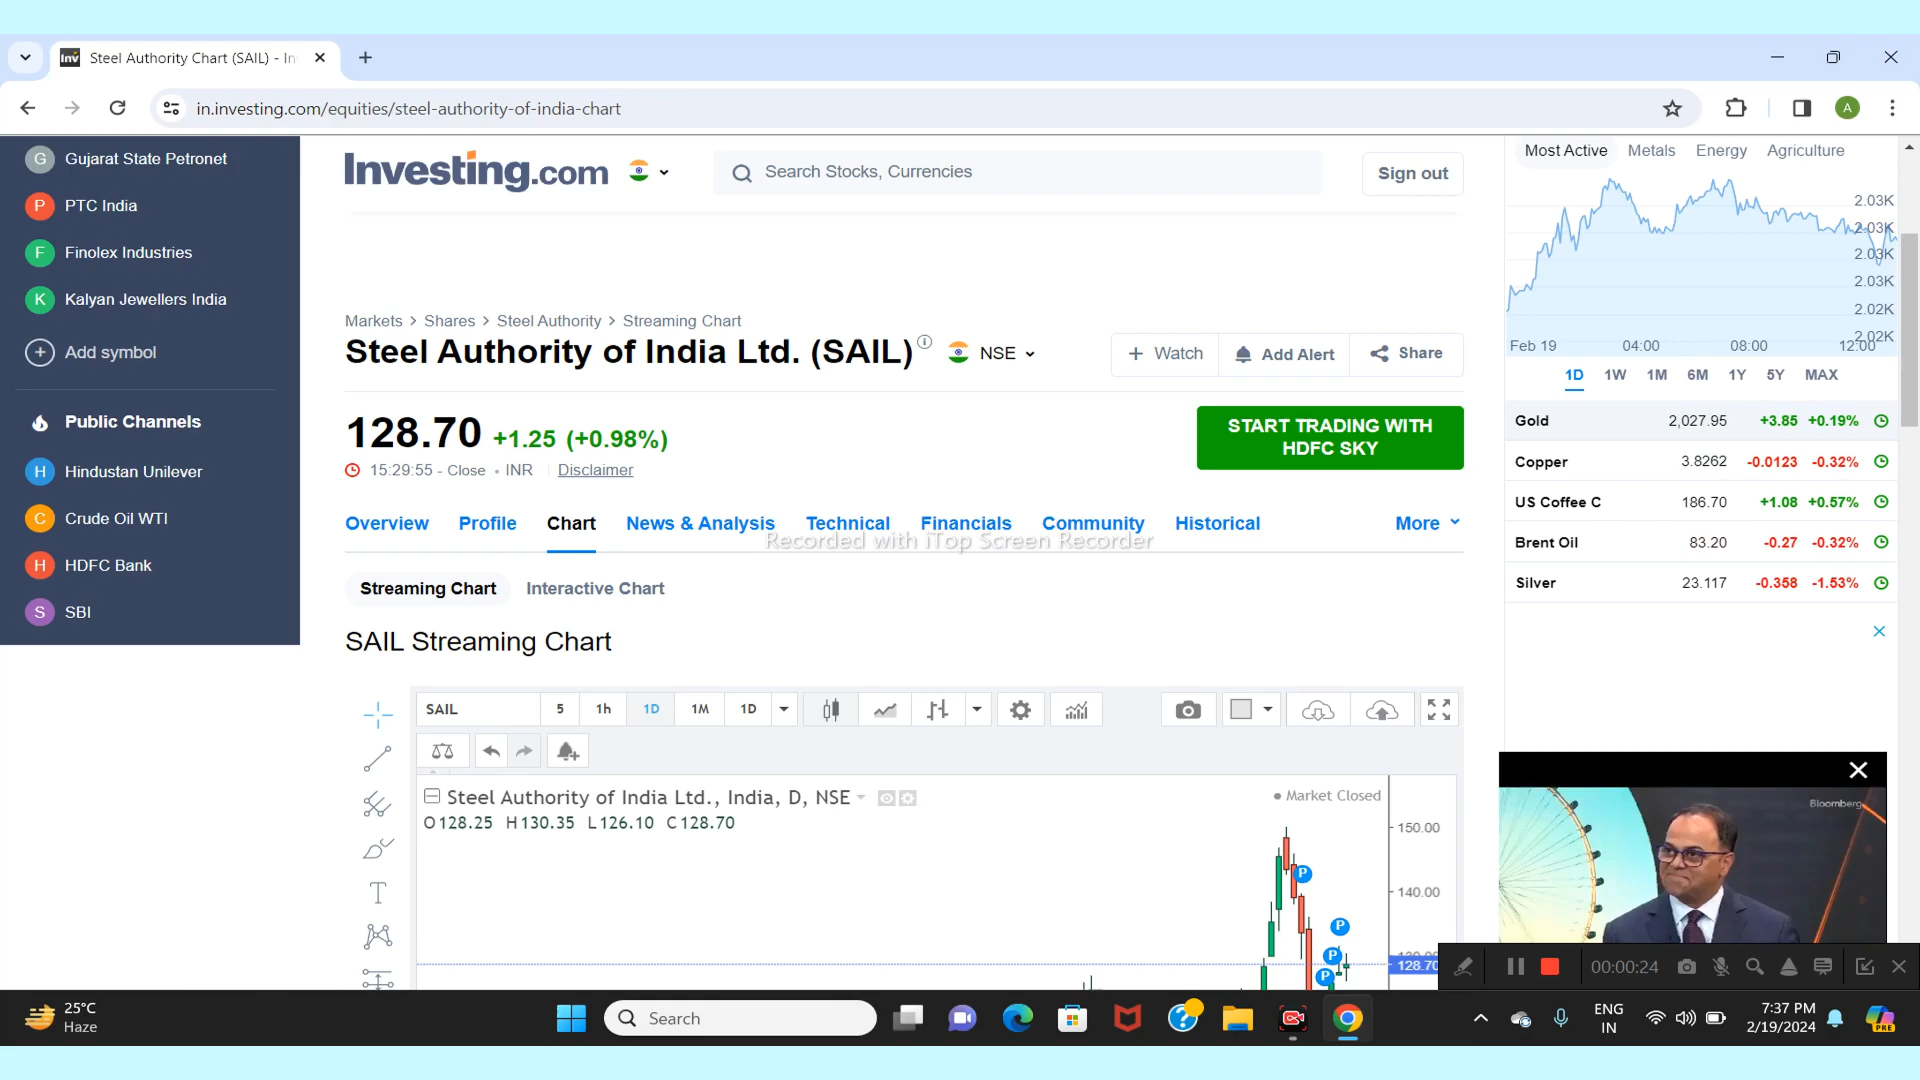 Steel Authority Chart (SAIL) - In
in.investing.com/equities/steel-authority-of-india-chart
A
G Gujarat State Petronet
P PTC India
F Finolex Industries
K Kalyan Jewellers India
+ Add symbol
Public Channels
H Hindustan Unilever
C Crude Oil WTI
H HDFC Bank
S SBI
Investing.com
Search Stocks, Currencies
Sign out
Markets > Shares > Steel Authority > Streaming Chart
Steel Authority of India Ltd. (SAIL)
NSE
+ Watch
Add Alert
Share
128.70 +1.25 (+0.98%)
15:29:55 - Close • INR
Disclaimer
START TRADING WITH
HDFC SKY
Overview Profile Chart News & Analysis Technical Financials Community Historical More
Recorded with iTop Screen Recorder
Streaming Chart Interactive Chart
SAIL Streaming Chart
SAIL 5 1h 1D 1M 1D
Steel Authority of India Ltd., India, D, NSE
O128.25 H130.35 L126.10 C128.70
Market Closed
150.00
140.00
128.70
P
P
P
P
Most Active Metals Energy Agriculture
2.03K
2.03K
2.03K
2.03K
2.02K
2.02K
Feb 19 04:00 08:00 12:00
1D 1W 1M 6M 1Y 5Y MAX
Gold 2,027.95 +3.85 +0.19%
Copper 3.8262 -0.0123 -0.32%
US Coffee C 186.70 +1.08 +0.57%
Brent Oil 83.20 -0.27 -0.32%
Silver 23.117 -0.358 -1.53%
Bloomberg
00:00:24
25°C
Haze
Search
ENG
IN
7:37 PM
2/19/2024
PRE